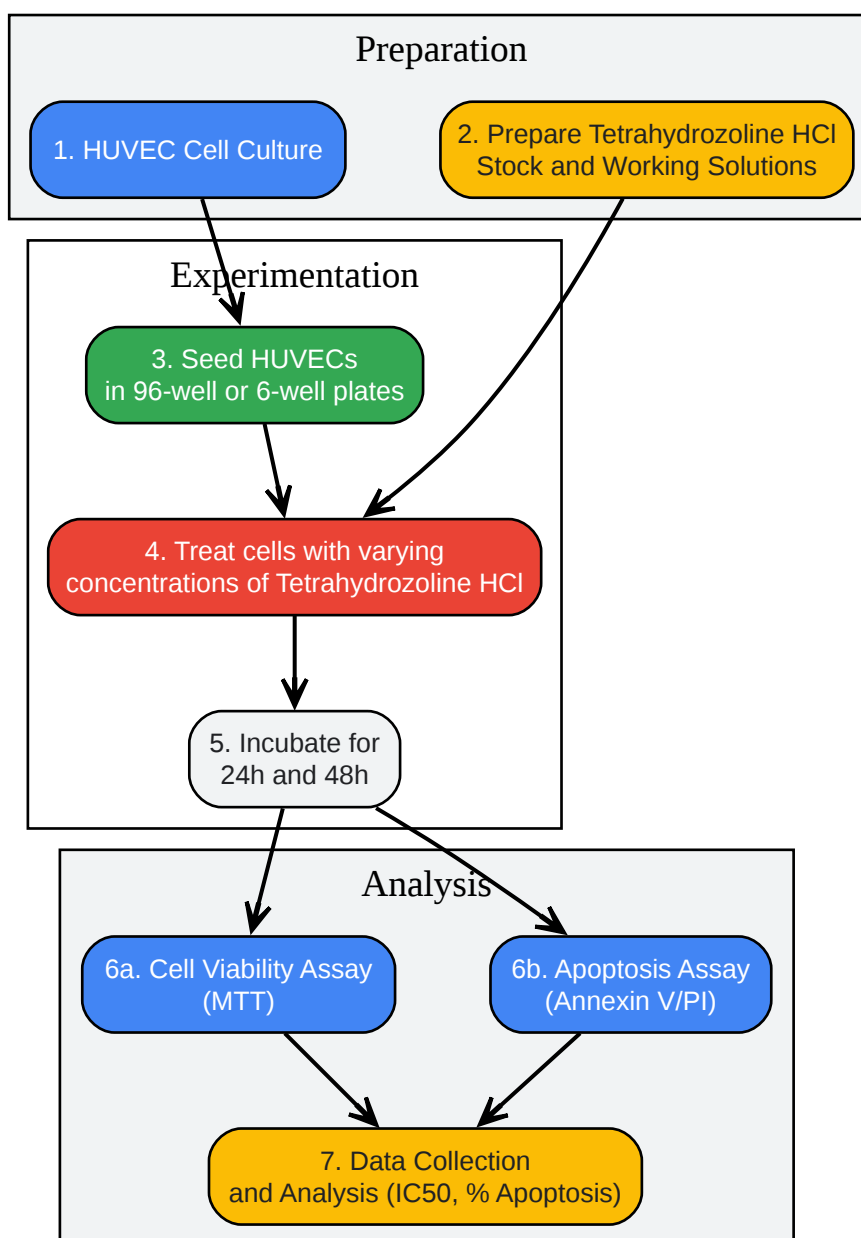 Preparation
1. HUVEC Cell Culture
2. Prepare Tetrahydrozoline HCl
Stock and Working Solutions
Experimentation
3. Seed HUVECs
in 96-well or 6-well plates
4. Treat cells with varying
concentrations of Tetrahydrozoline HCl
5. Incubate for
24h and 48h
Analysis
6a. Cell Viability Assay
(MTT)
6b. Apoptosis Assay
(Annexin V/PI)
7. Data Collection
and Analysis (IC50, % Apoptosis)